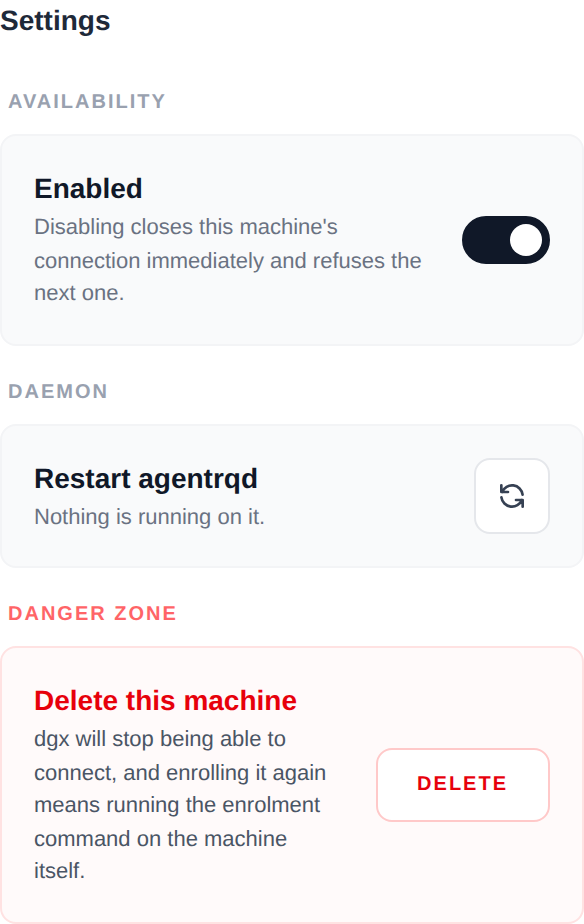 Settings
AVAILABILITY
Enabled
Disabling closes this machine's
connection immediately and refuses the
next one.
DAEMON
Restart agentrqd
Nothing is running on it.
DANGER ZONE
Delete this machine
dgx will stop being able to
connect, and enrolling it again
means running the enrolment
command on the machine
itself.
DELETE